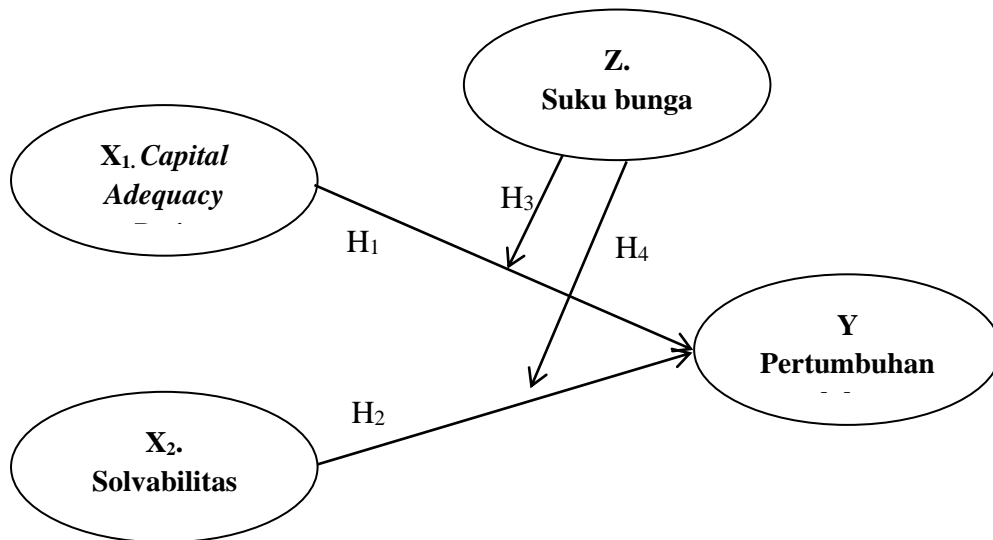 Z.
Suku bunga
X₁. Capital
Adequacy
H₃
H₁
H₄
Y
Pertumbuhan
H₂
X₂.
Solvabilitas